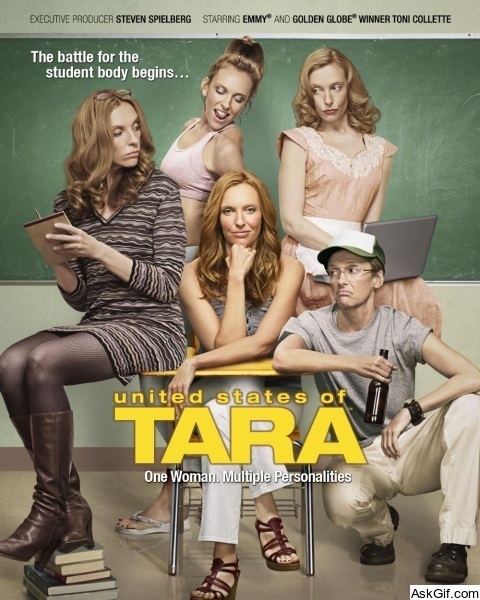 EXECUTIVE PRODUCER STEVEN SPIELBERG STARRING EMMY® AND GOLDEN GLOBE® WINNER TONI COLLETTE
The battle for the
student body begins...
united states of
TARA
One Woman. Multiple Personalities
AskGif.com